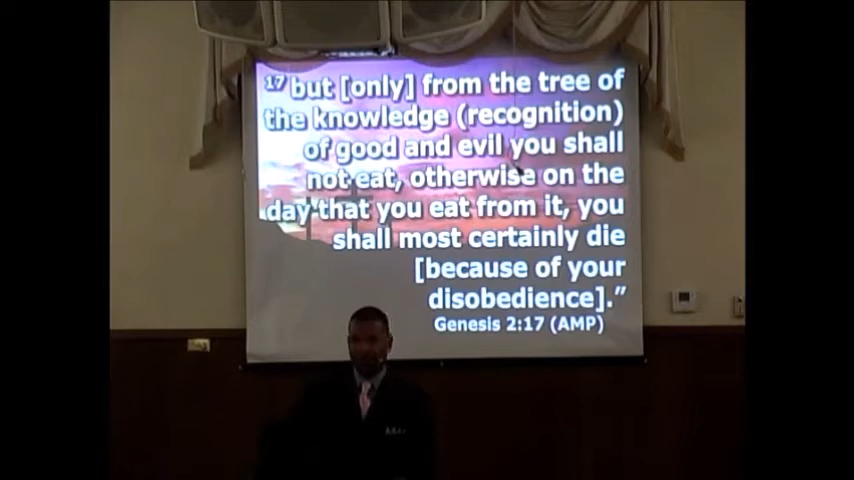 17 but [only] from the tree of
the knowledge (recognition)
of good and evil you shall
not eat, otherwise on the
day that you eat from it, you
shall most certainly die
[because of your
disobedience].”
Genesis 2:17 (AMP)